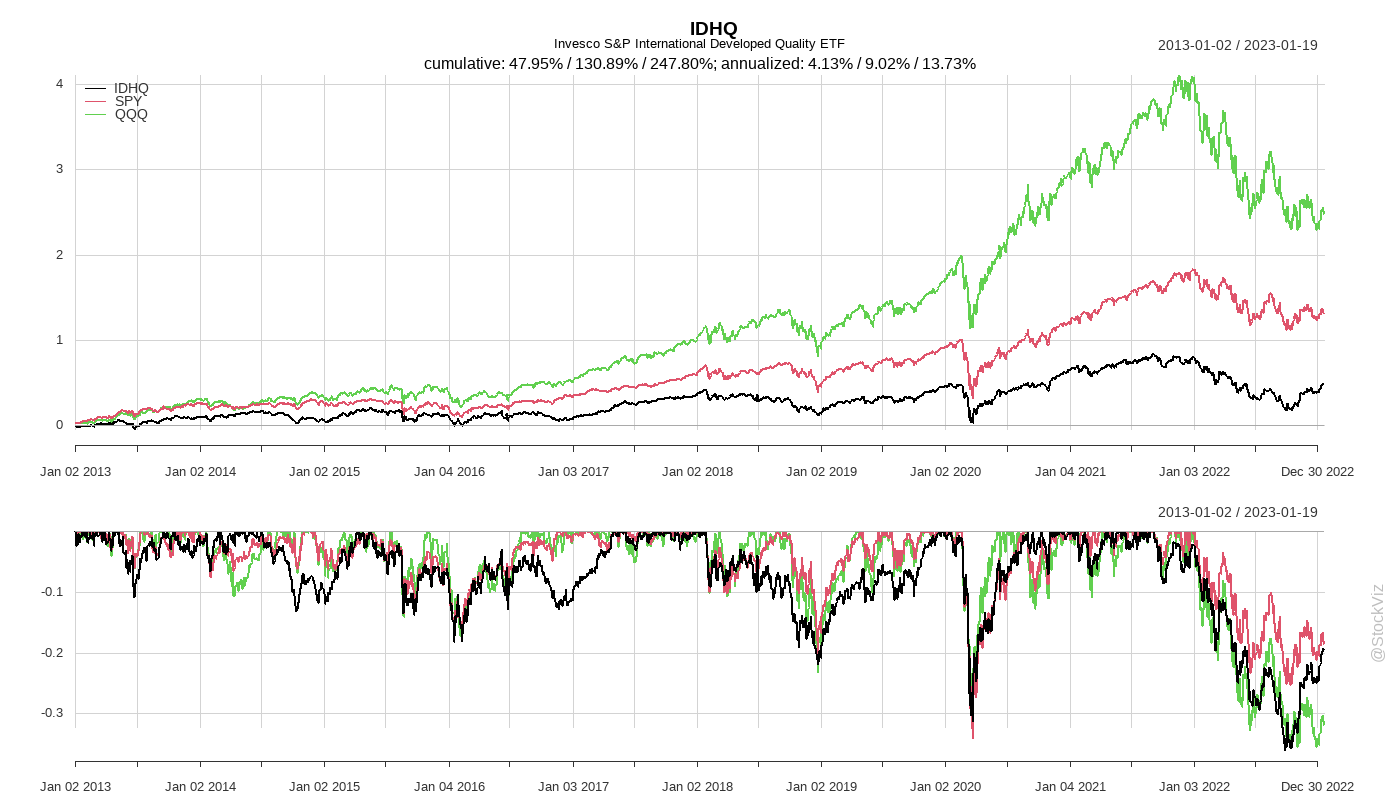 IDHQ
Invesco S&P International Developed Quality ETF
2013-01-02 / 2023-01-19
cumulative: 47.95% / 130.89% / 247.80%; annualized: 4.13% / 9.02% / 13.73%
4
3
2
1
0
IDHQ
SPY
QQQ
Jan 02 2013 Jan 02 2014 Jan 02 2015 Jan 04 2016 Jan 03 2017 Jan 02 2018 Jan 02 2019 Jan 02 2020 Jan 04 2021 Jan 03 2022 Dec 30 2022
2013-01-02 / 2023-01-19
-0.1
-0.2
-0.3
Jan 02 2013 Jan 02 2014 Jan 02 2015 Jan 04 2016 Jan 03 2017 Jan 02 2018 Jan 02 2019 Jan 02 2020 Jan 04 2021 Jan 03 2022 Dec 30 2022
@StockViz